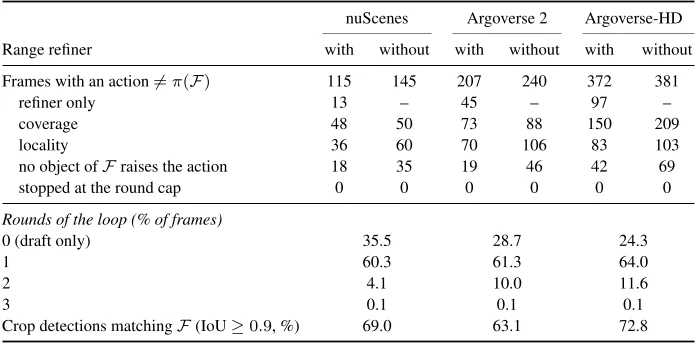 nuScenes Argoverse 2 Argoverse-HD
Range refiner with without with without with without
Frames with an action ≠ π(F) 115 145 207 240 372 381
refiner only 13 – 45 – 97 –
coverage 48 50 73 88 150 209
locality 36 60 70 106 83 103
no object of F raises the action 18 35 19 46 42 69
stopped at the round cap 0 0 0 0 0 0
Rounds of the loop (% of frames)
0 (draft only) 35.5 28.7 24.3
1 60.3 61.3 64.0
2 4.1 10.0 11.6
3 0.1 0.1 0.1
Crop detections matching F (IoU ≥ 0.9, %) 69.0 63.1 72.8